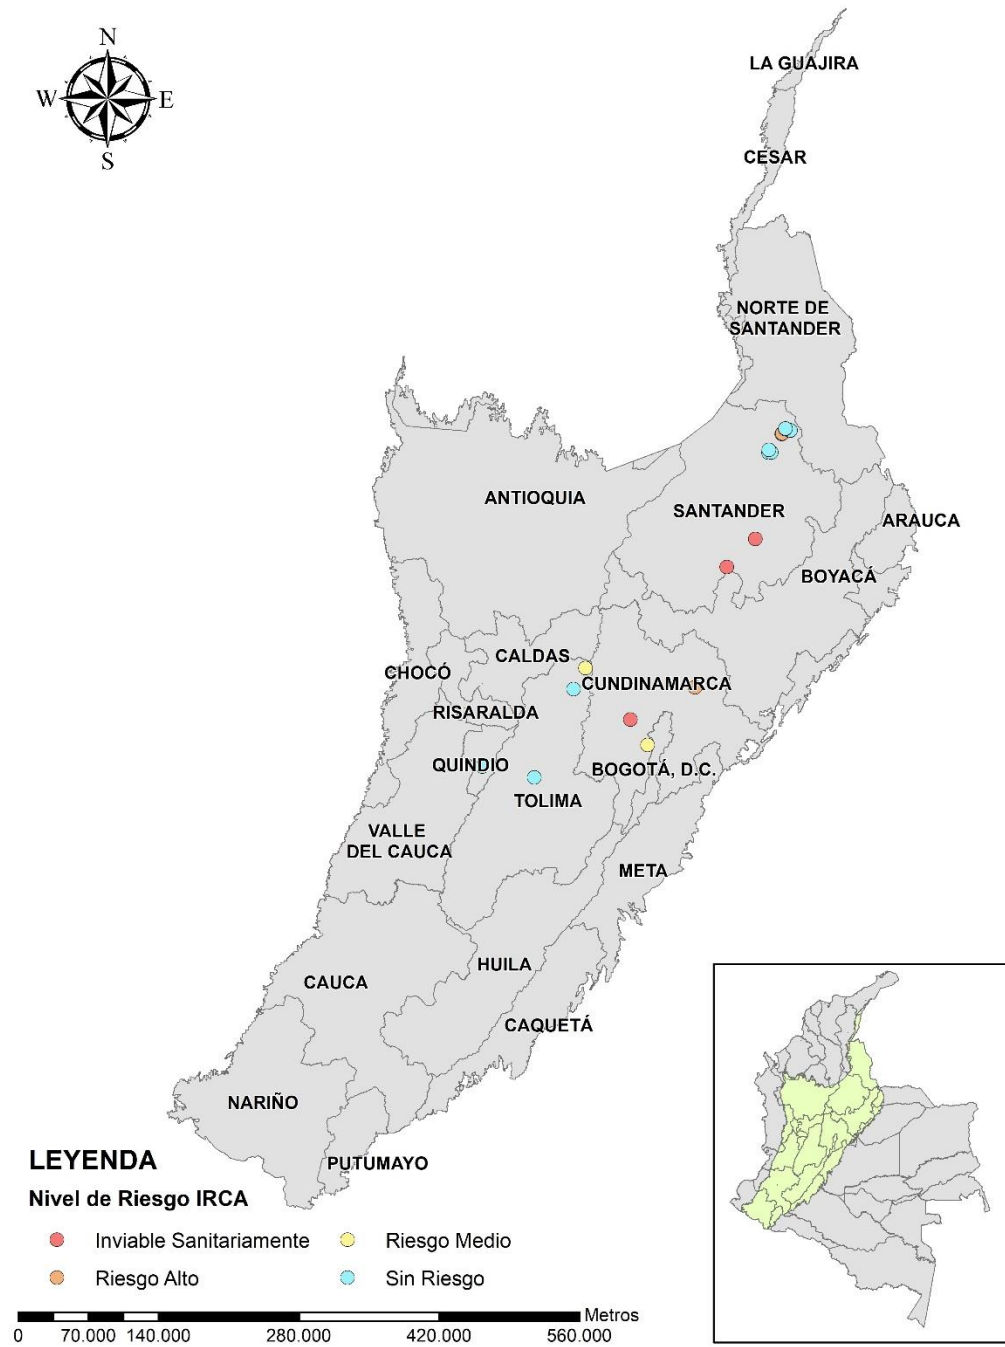 N
W
E
S
LA GUAJIRA
CESAR
NORTE DE
SANTANDER
ANTIOQUIA
SANTANDER
ARAUCA
BOYACÁ
CALDAS
CHOCÓ
CUNDINAMARCA
RISARALDA
QUINDIO
BOGOTÁ, D.C.
TOLIMA
VALLE
DEL CAUCA
META
HUILA
CAUCA
CAQUETÁ
NARIÑO
PUTUMAYO
LEYENDA
Nivel de Riesgo IRCA
Inviable Sanitariamente
Riesgo Medio
Riesgo Alto
Sin Riesgo
Metros
0 70.000 140.000 280.000 420.000 560.000